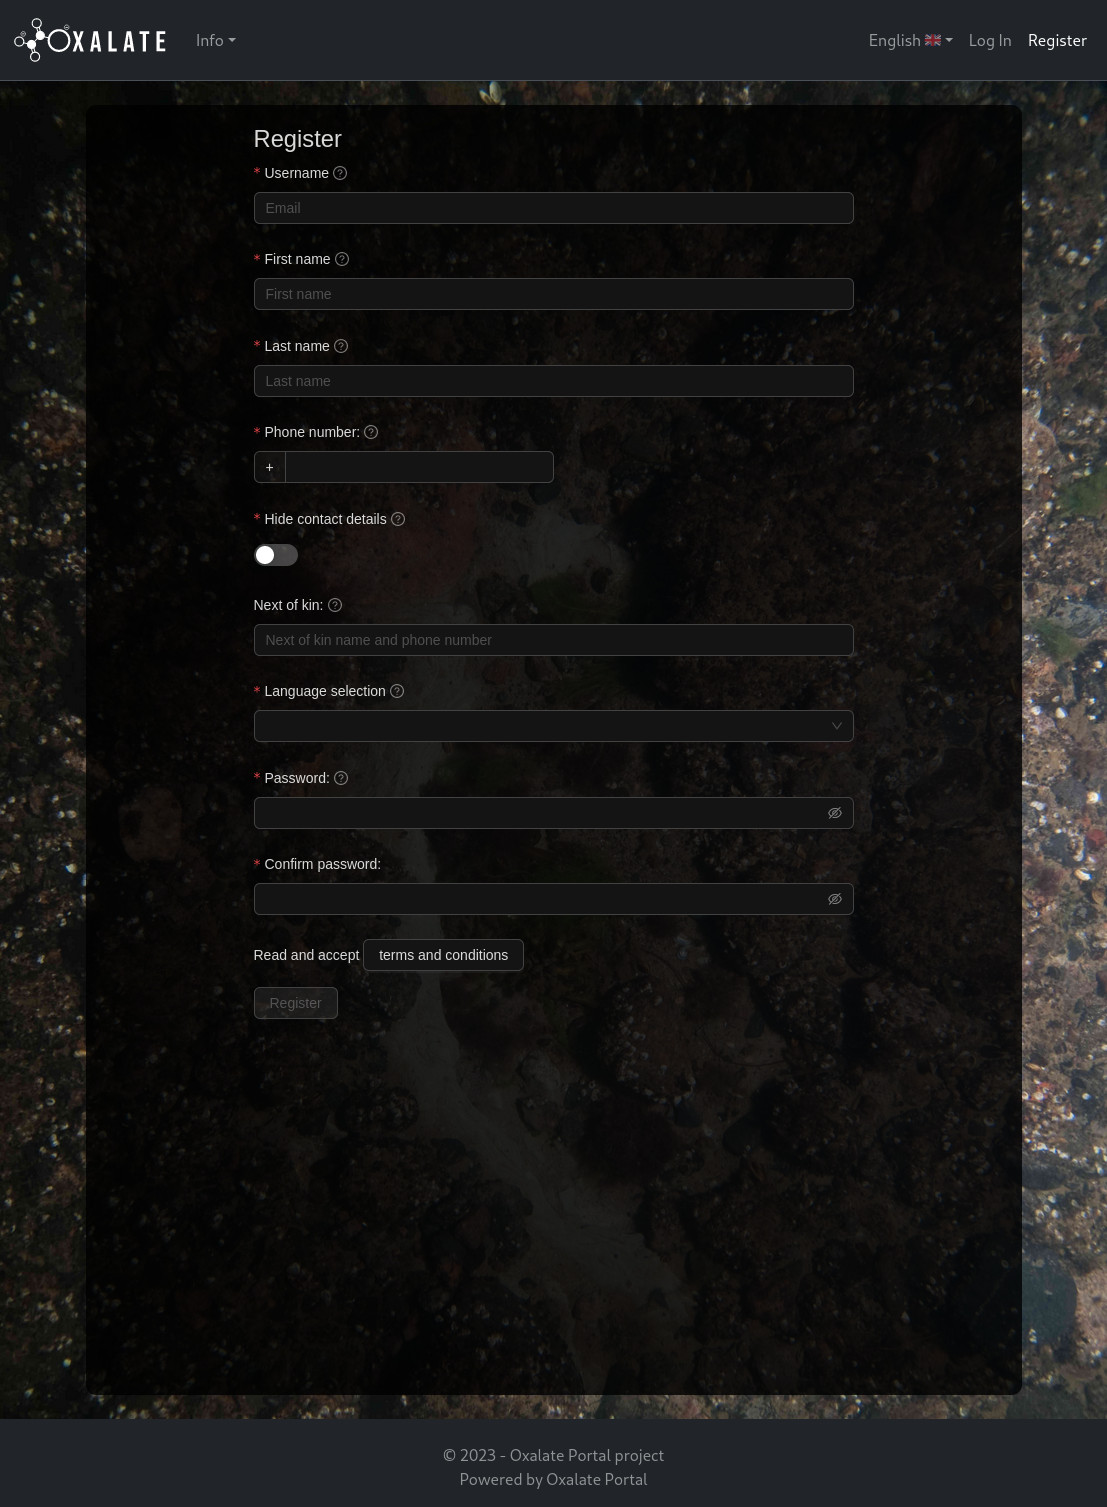 OXALATE Info English Log In Register
Register
* Username
Email
* First name
First name
* Last name
Last name
* Phone number:
+
* Hide contact details
Next of kin:
Next of kin name and phone number
* Language selection
* Password:
* Confirm password:
Read and accept terms and conditions
Register
© 2023 - Oxalate Portal project
Powered by Oxalate Portal